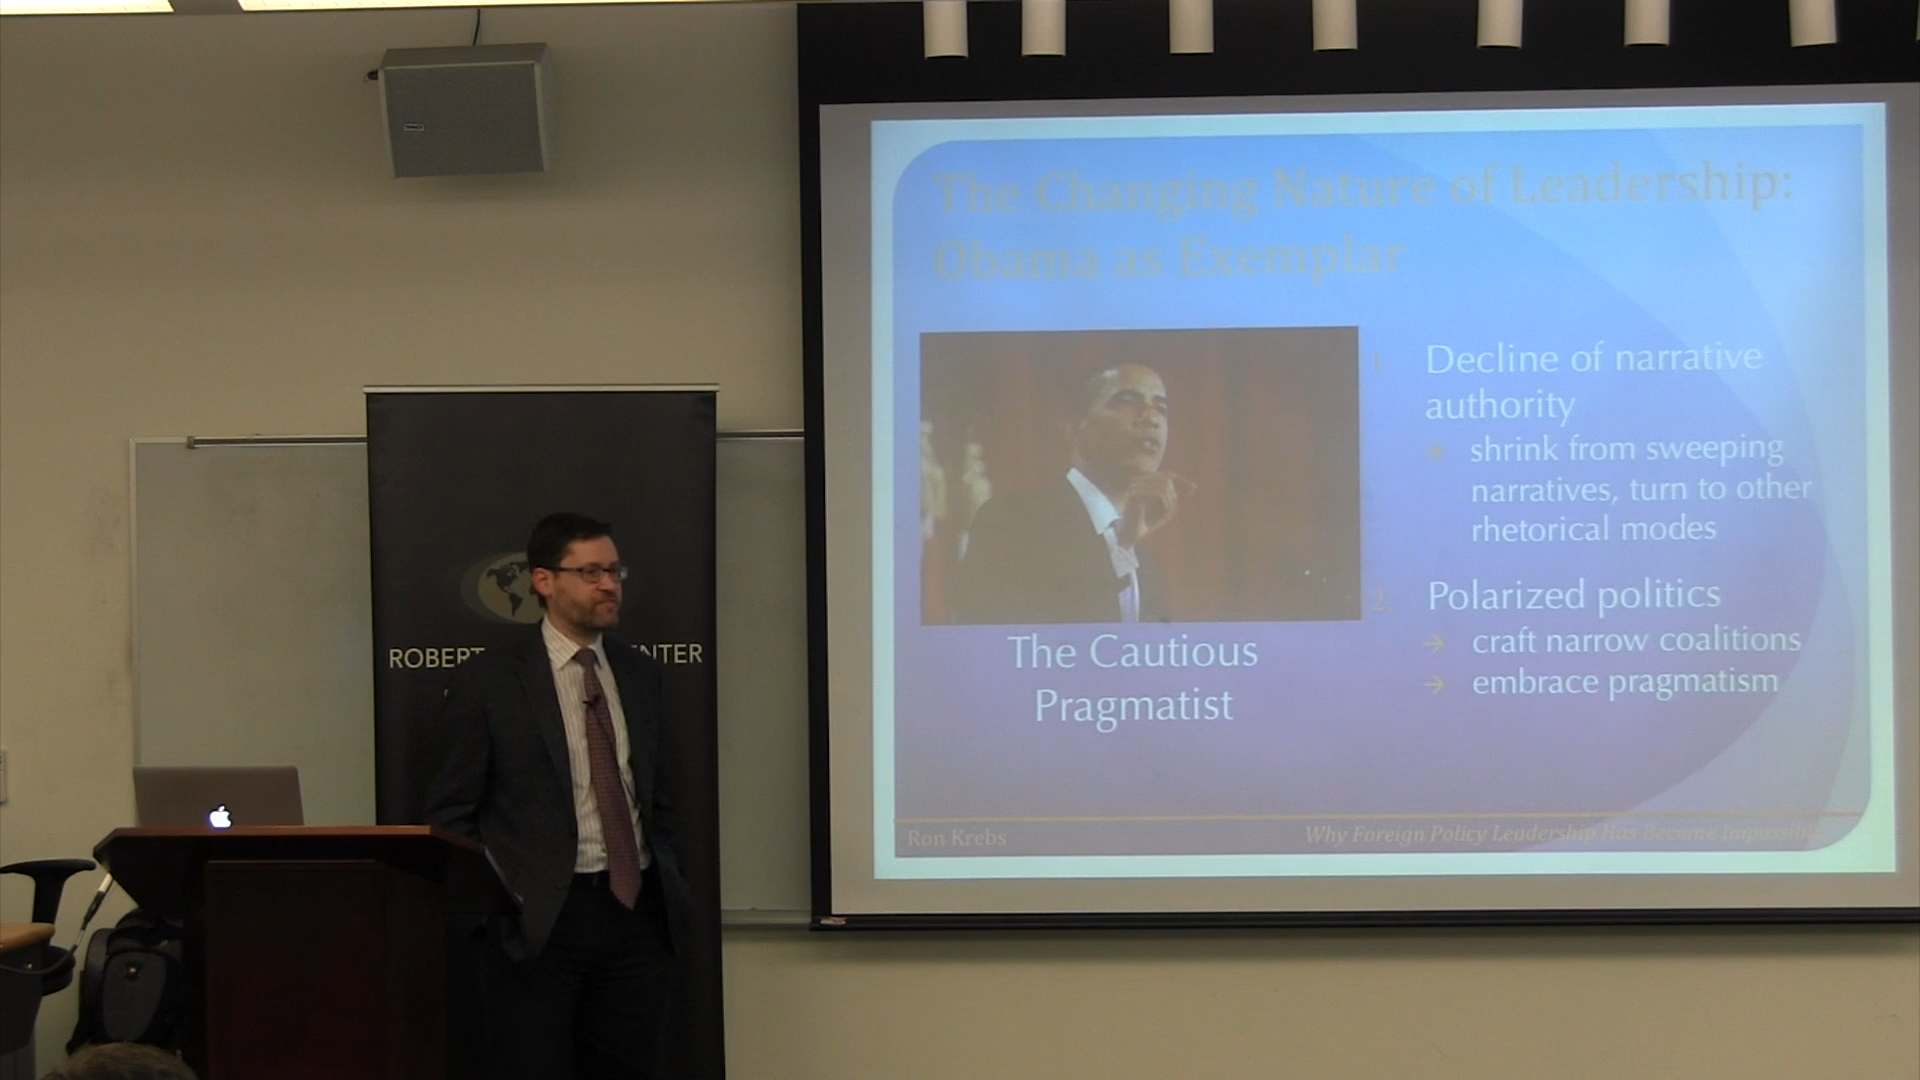 The Changing Nature of Leadership:
Obama as Exemplar
1. Decline of narrative
authority
shrink from sweeping
narratives, turn to other
rhetorical modes
2. Polarized politics
→ craft narrow coalitions
→ embrace pragmatism
The Cautious
Pragmatist
Ron Krebs
Why Foreign Policy Leadership Has Become Impossible
ROBERT